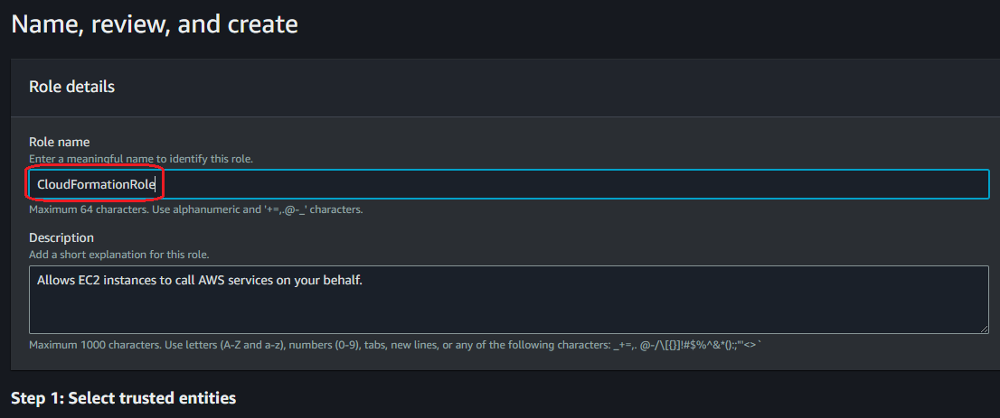 Name, review, and create
Role details
Role name
Enter a meaningful name to identify this role.
CloudFormationRole
Maximum 64 characters. Use alphanumeric and '+=,.@-_' characters.
Description
Add a short explanation for this role.
Allows EC2 instances to call AWS services on your behalf.
Maximum 1000 characters. Use letters (A-Z and a-z), numbers (0-9), tabs, new lines, or any of the following characters: _+=,. @-/\[{}]!#$%^&*();:"'<>`
Step 1: Select trusted entities